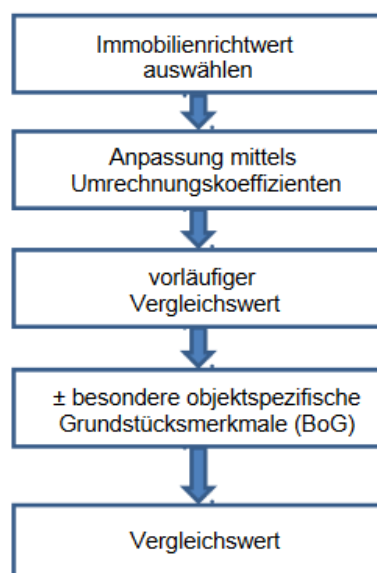 Immobilienrichtwert
auswählen
Anpassung mittels
Umrechnungskoeffizienten
vorläufiger
Vergleichswert
± besondere objektspezifische
Grundstücksmerkmale (BoG)
Vergleichswert